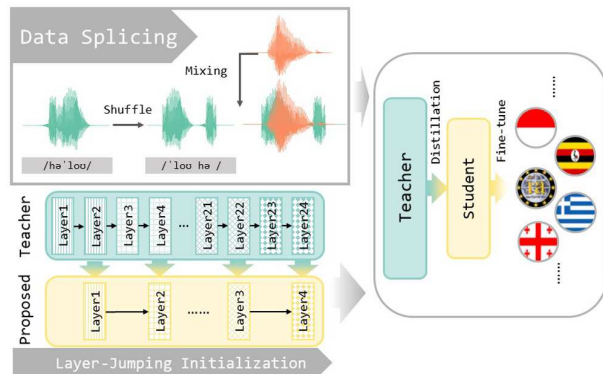 Data Splicing
Mixing
Shuffle
/həˈloʊ/
/ˈloʊ hə /
Teacher
Layer1
Layer2
Layer3
Layer4
...
Layer21
Layer22
Layer23
Layer24
Proposed
Layer1
Layer2
......
Layer3
Layer4
Layer-Jumping Initialization
Teacher
Distillation
Student
Fine-tune
......
......